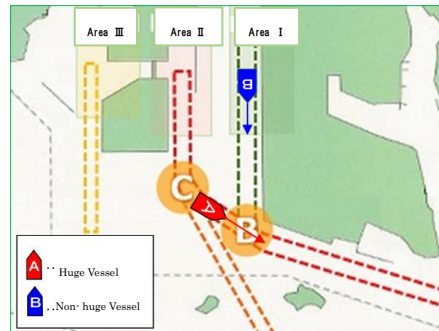 Area Ⅲ
Area Ⅱ
Area Ⅰ
B
C
A
B
A ‥ Huge Vessel
B ‥Non- huge Vessel